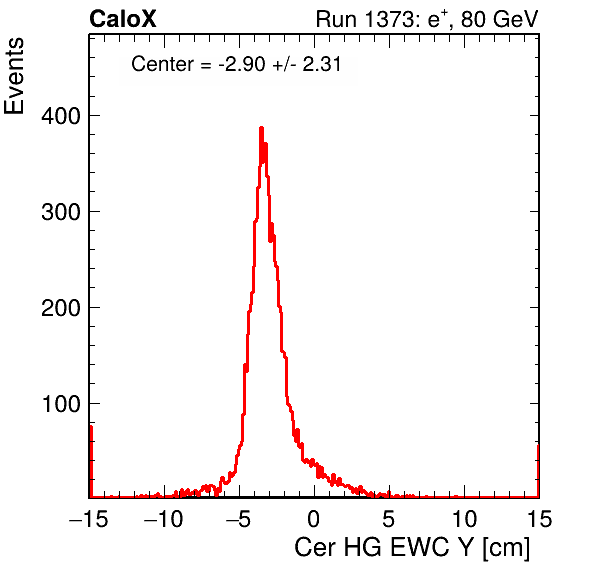 CaloX
Run 1373: e+, 80 GeV
Center = -2.90 +/- 2.31
Events
400
300
200
100
−15 −10 −5 0 5 10 15
Cer HG EWC Y [cm]